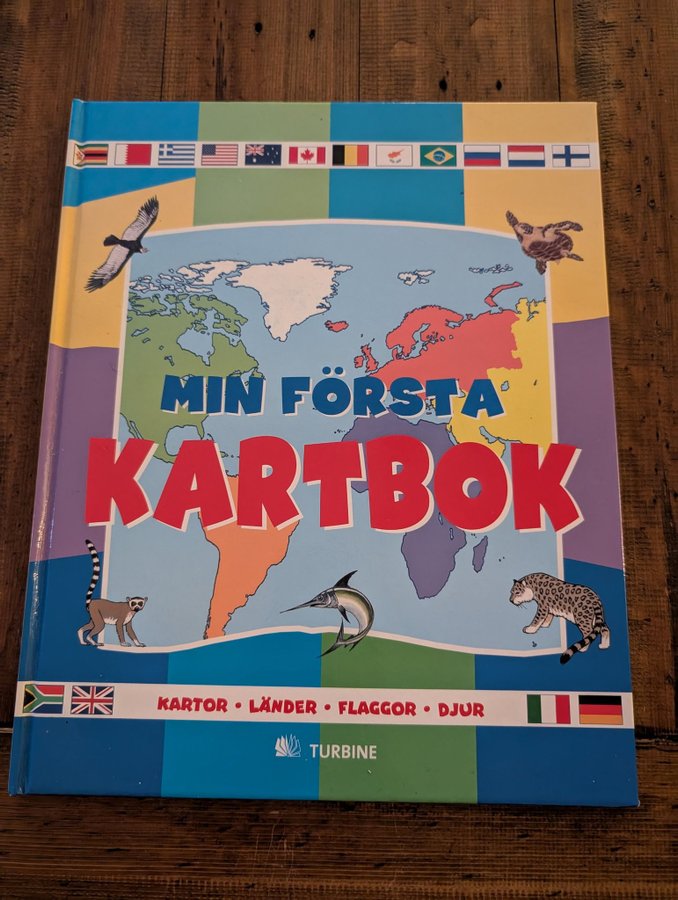 MIN FÖRSTA
KARTBOK
KARTOR • LÄNDER • FLAGGOR • DJUR
TURBINE